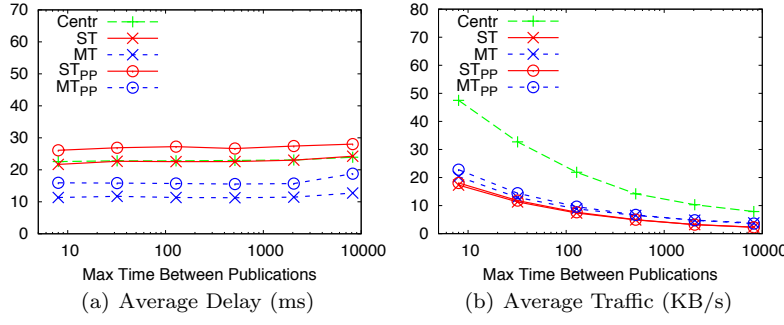 70
60
50
40
30
20
10
0
Centr
ST
MT
ST_PP
MT_PP
10 100 1000 10000
Max Time Between Publications
(a) Average Delay (ms)
80
70
60
50
40
30
20
10
0
Centr
ST
MT
ST_PP
MT_PP
10 100 1000 10000
Max Time Between Publications
(b) Average Traffic (KB/s)